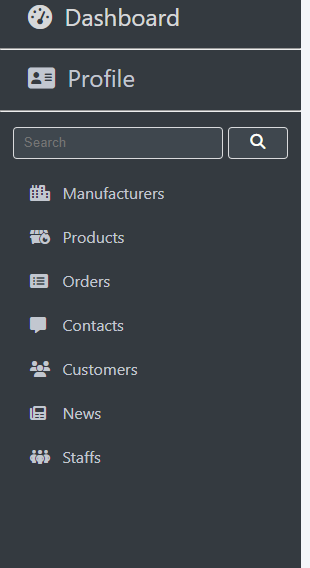 Dashboard
Profile
Search
Manufacturers
Products
Orders
Contacts
Customers
News
Staffs